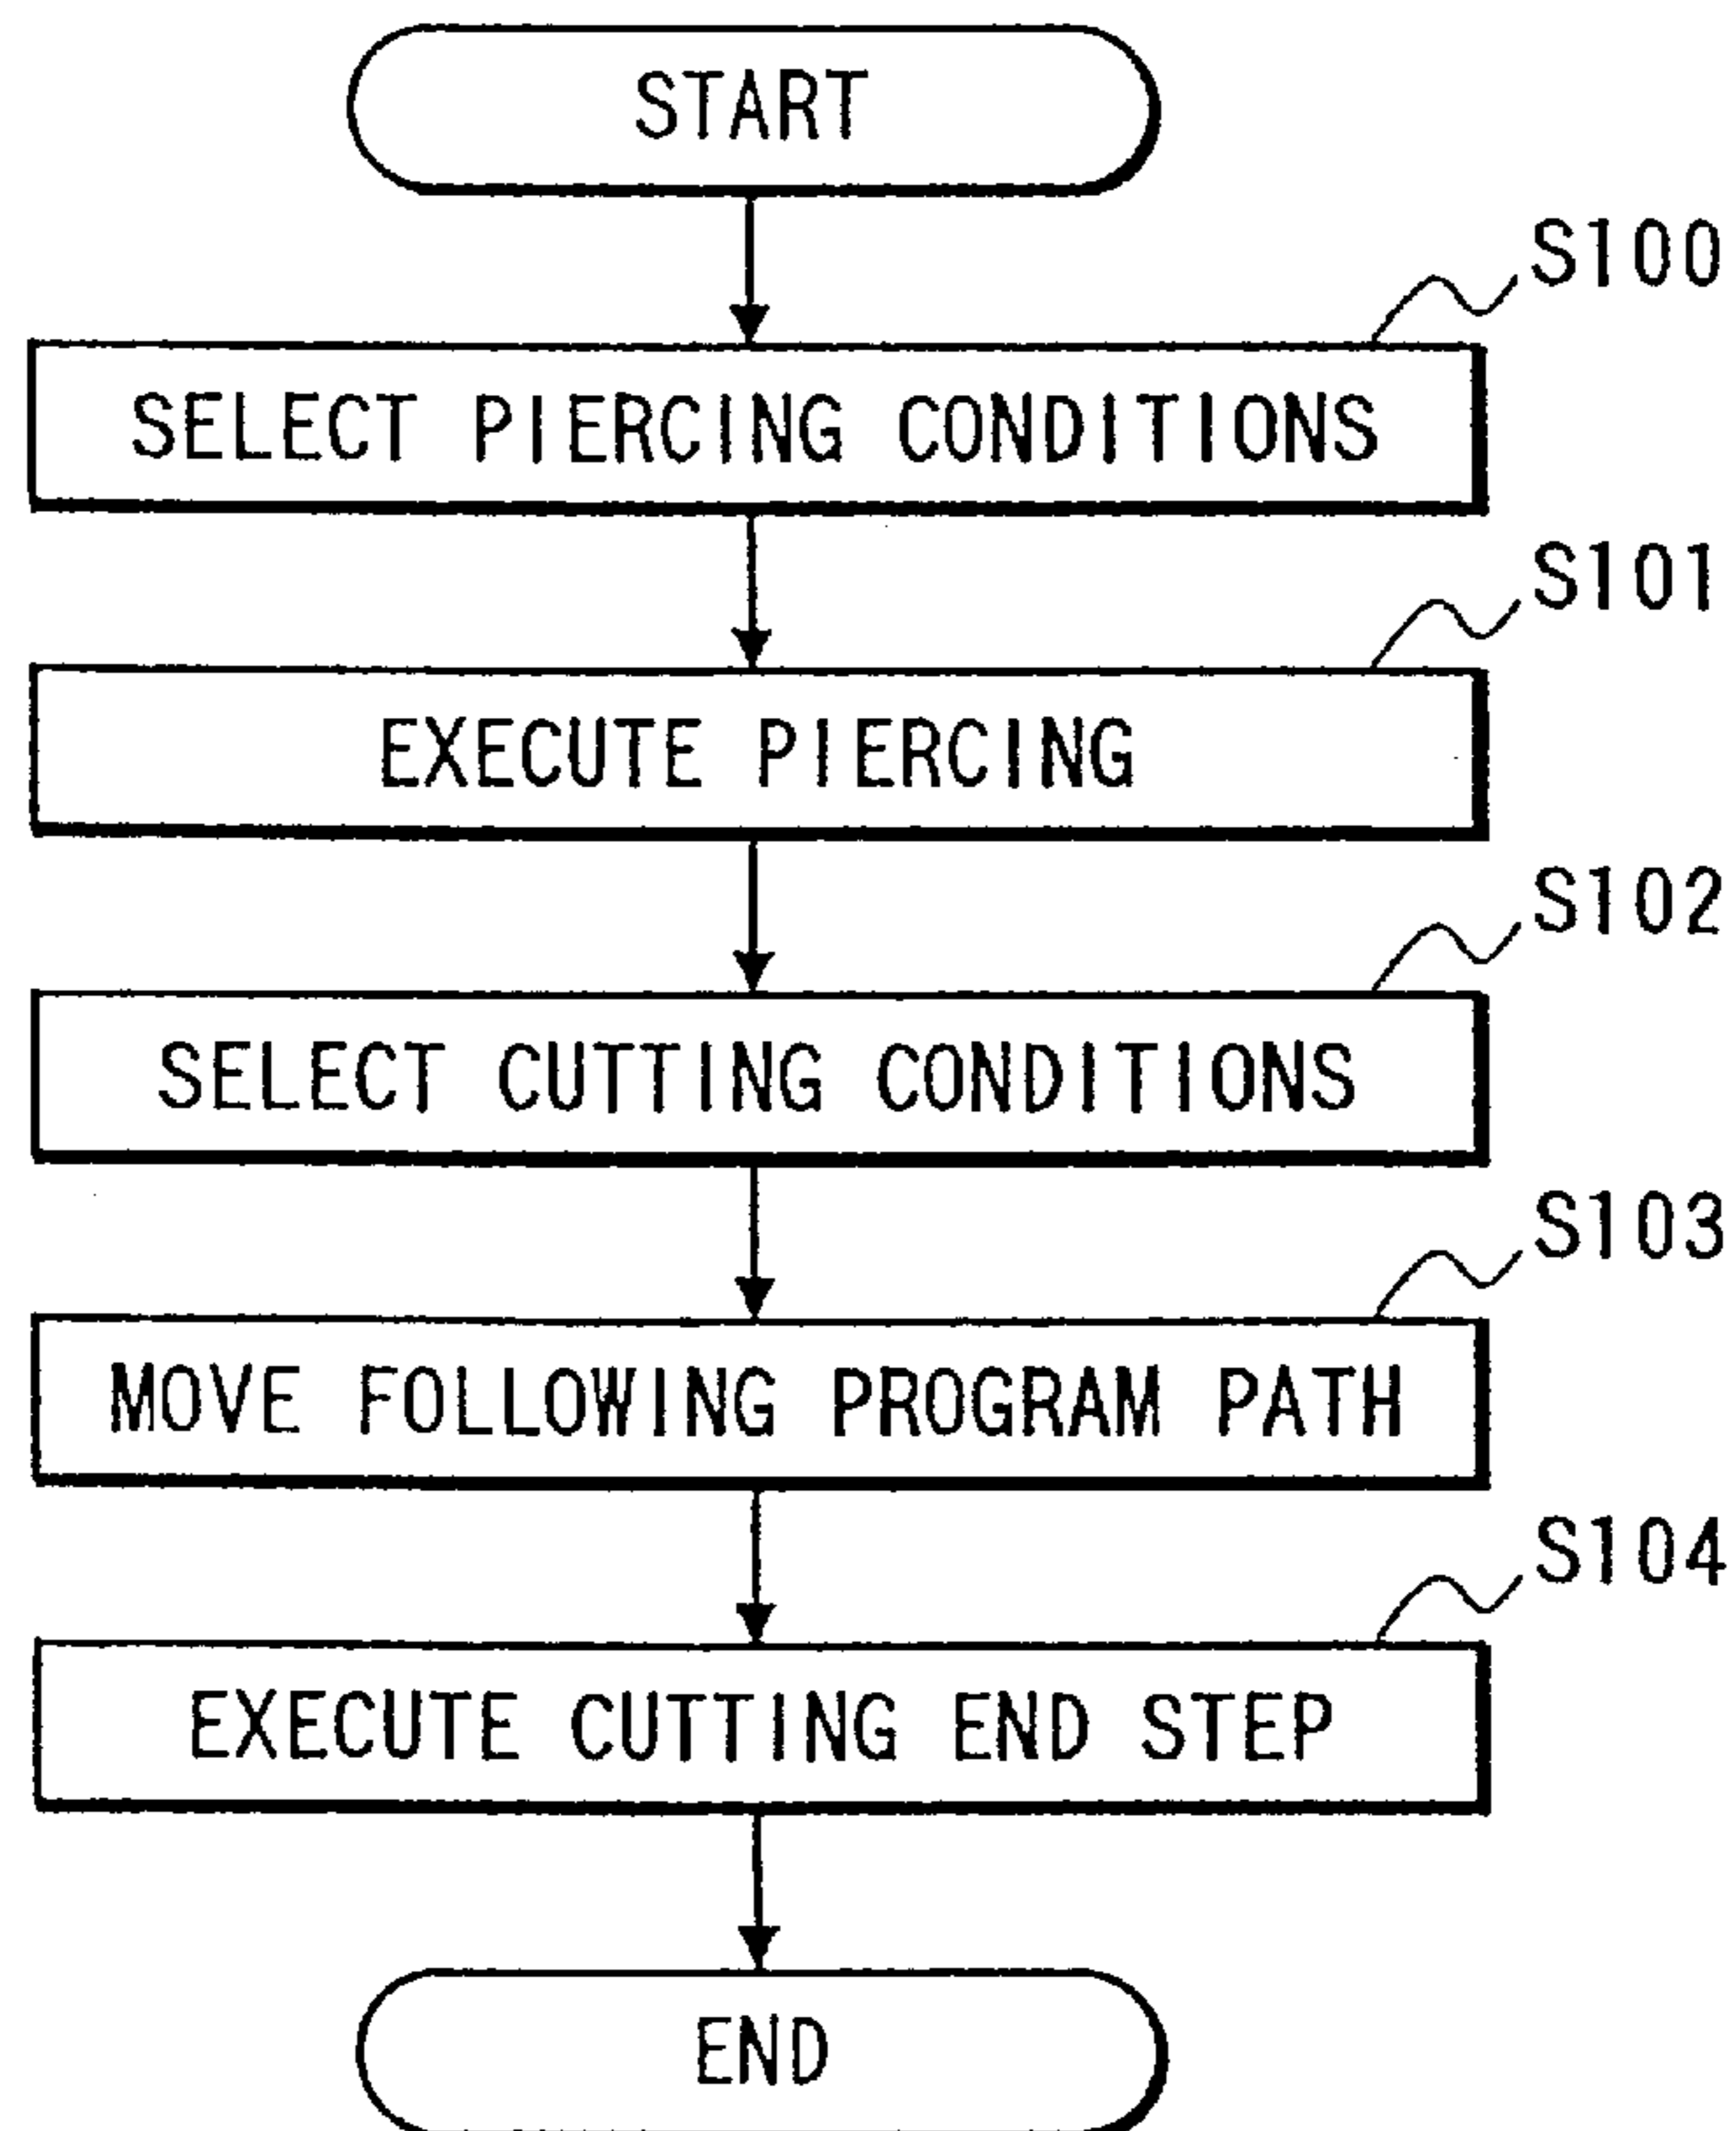 START
S100
SELECT PIERCING CONDITIONS
S101
EXECUTE PIERCING
S102
SELECT CUTTING CONDITIONS
S103
MOVE FOLLOWING PROGRAM PATH
S104
EXECUTE CUTTING END STEP
END